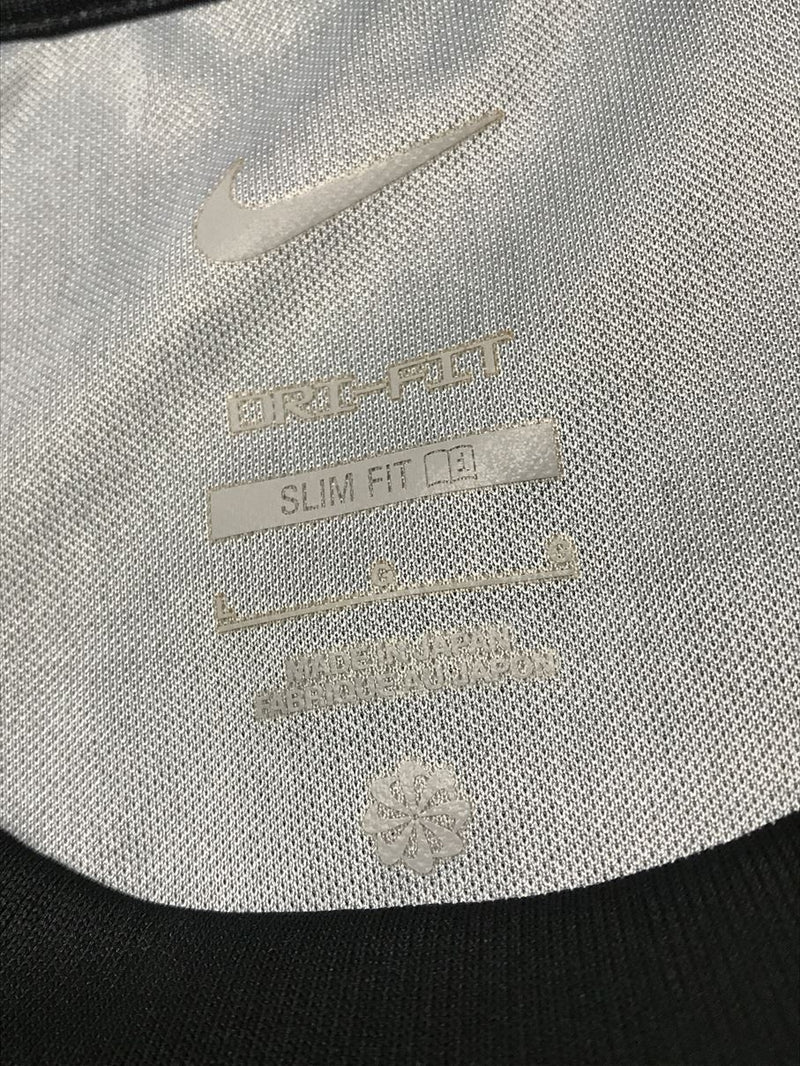 DRI-FIT
SLIM FIT
L G G
MADE IN JAPAN
FABRIQUÉ AU JAPON